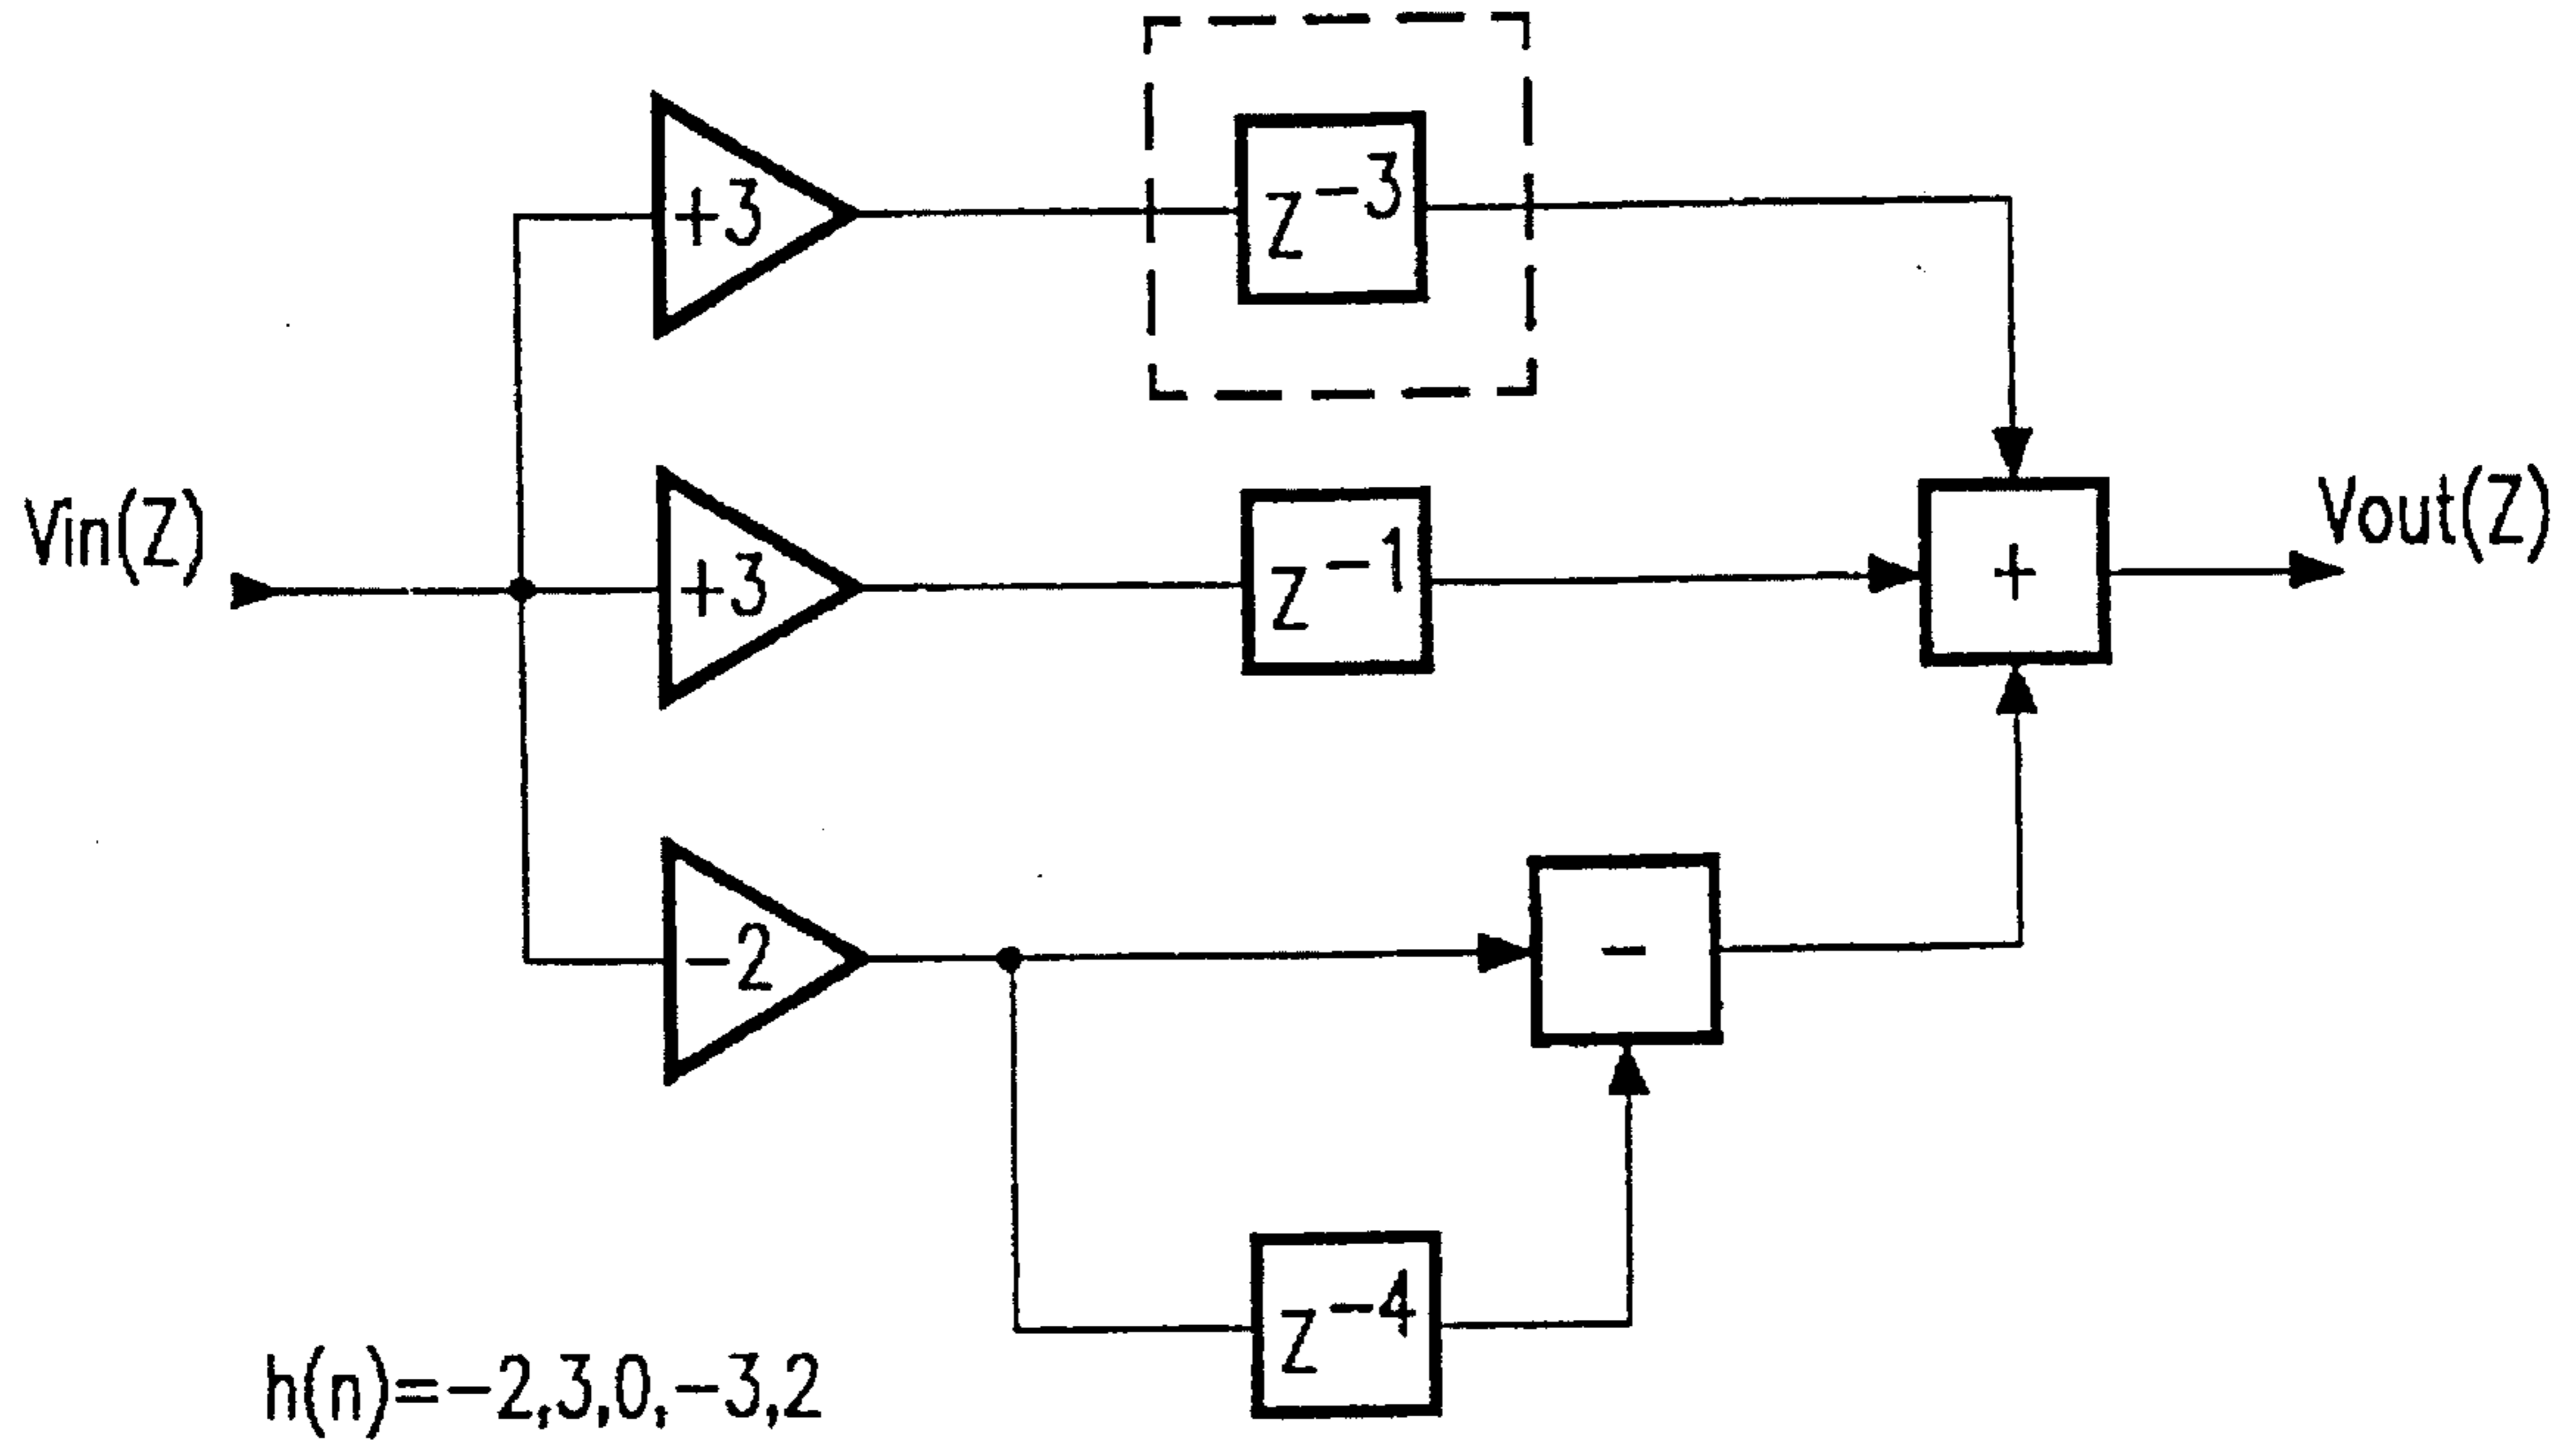 +3
z⁻³
Vin(Z)
+3
z⁻¹
+
Vout(Z)
-2
-
z⁻⁴
h(n)=-2,3,0,-3,2